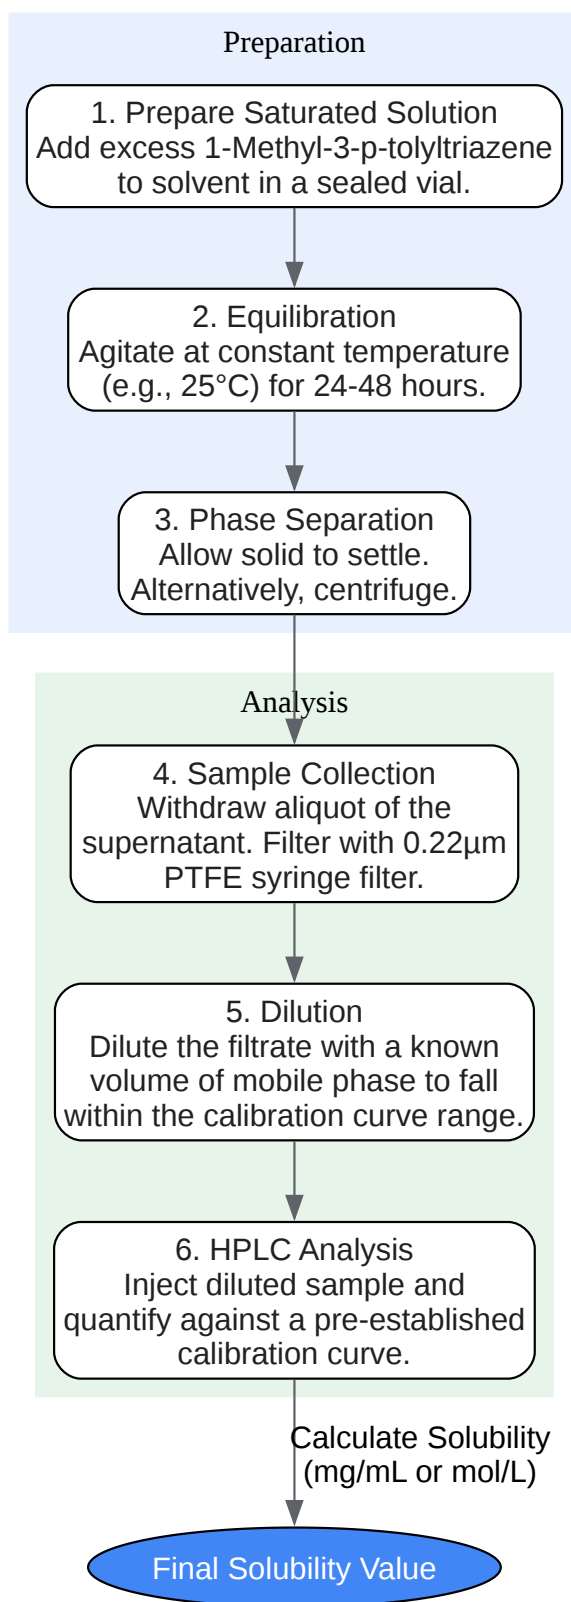 Preparation
1. Prepare Saturated Solution
Add excess 1-Methyl-3-p-tolyltriazene
to solvent in a sealed vial.
2. Equilibration
Agitate at constant temperature
(e.g., 25°C) for 24-48 hours.
3. Phase Separation
Allow solid to settle.
Alternatively, centrifuge.
Analysis
4. Sample Collection
Withdraw aliquot of the
supernatant. Filter with 0.22µm
PTFE syringe filter.
5. Dilution
Dilute the filtrate with a known
volume of mobile phase to fall
within the calibration curve range.
6. HPLC Analysis
Inject diluted sample and
quantify against a pre-established
calibration curve.
Calculate Solubility
(mg/mL or mol/L)
Final Solubility Value